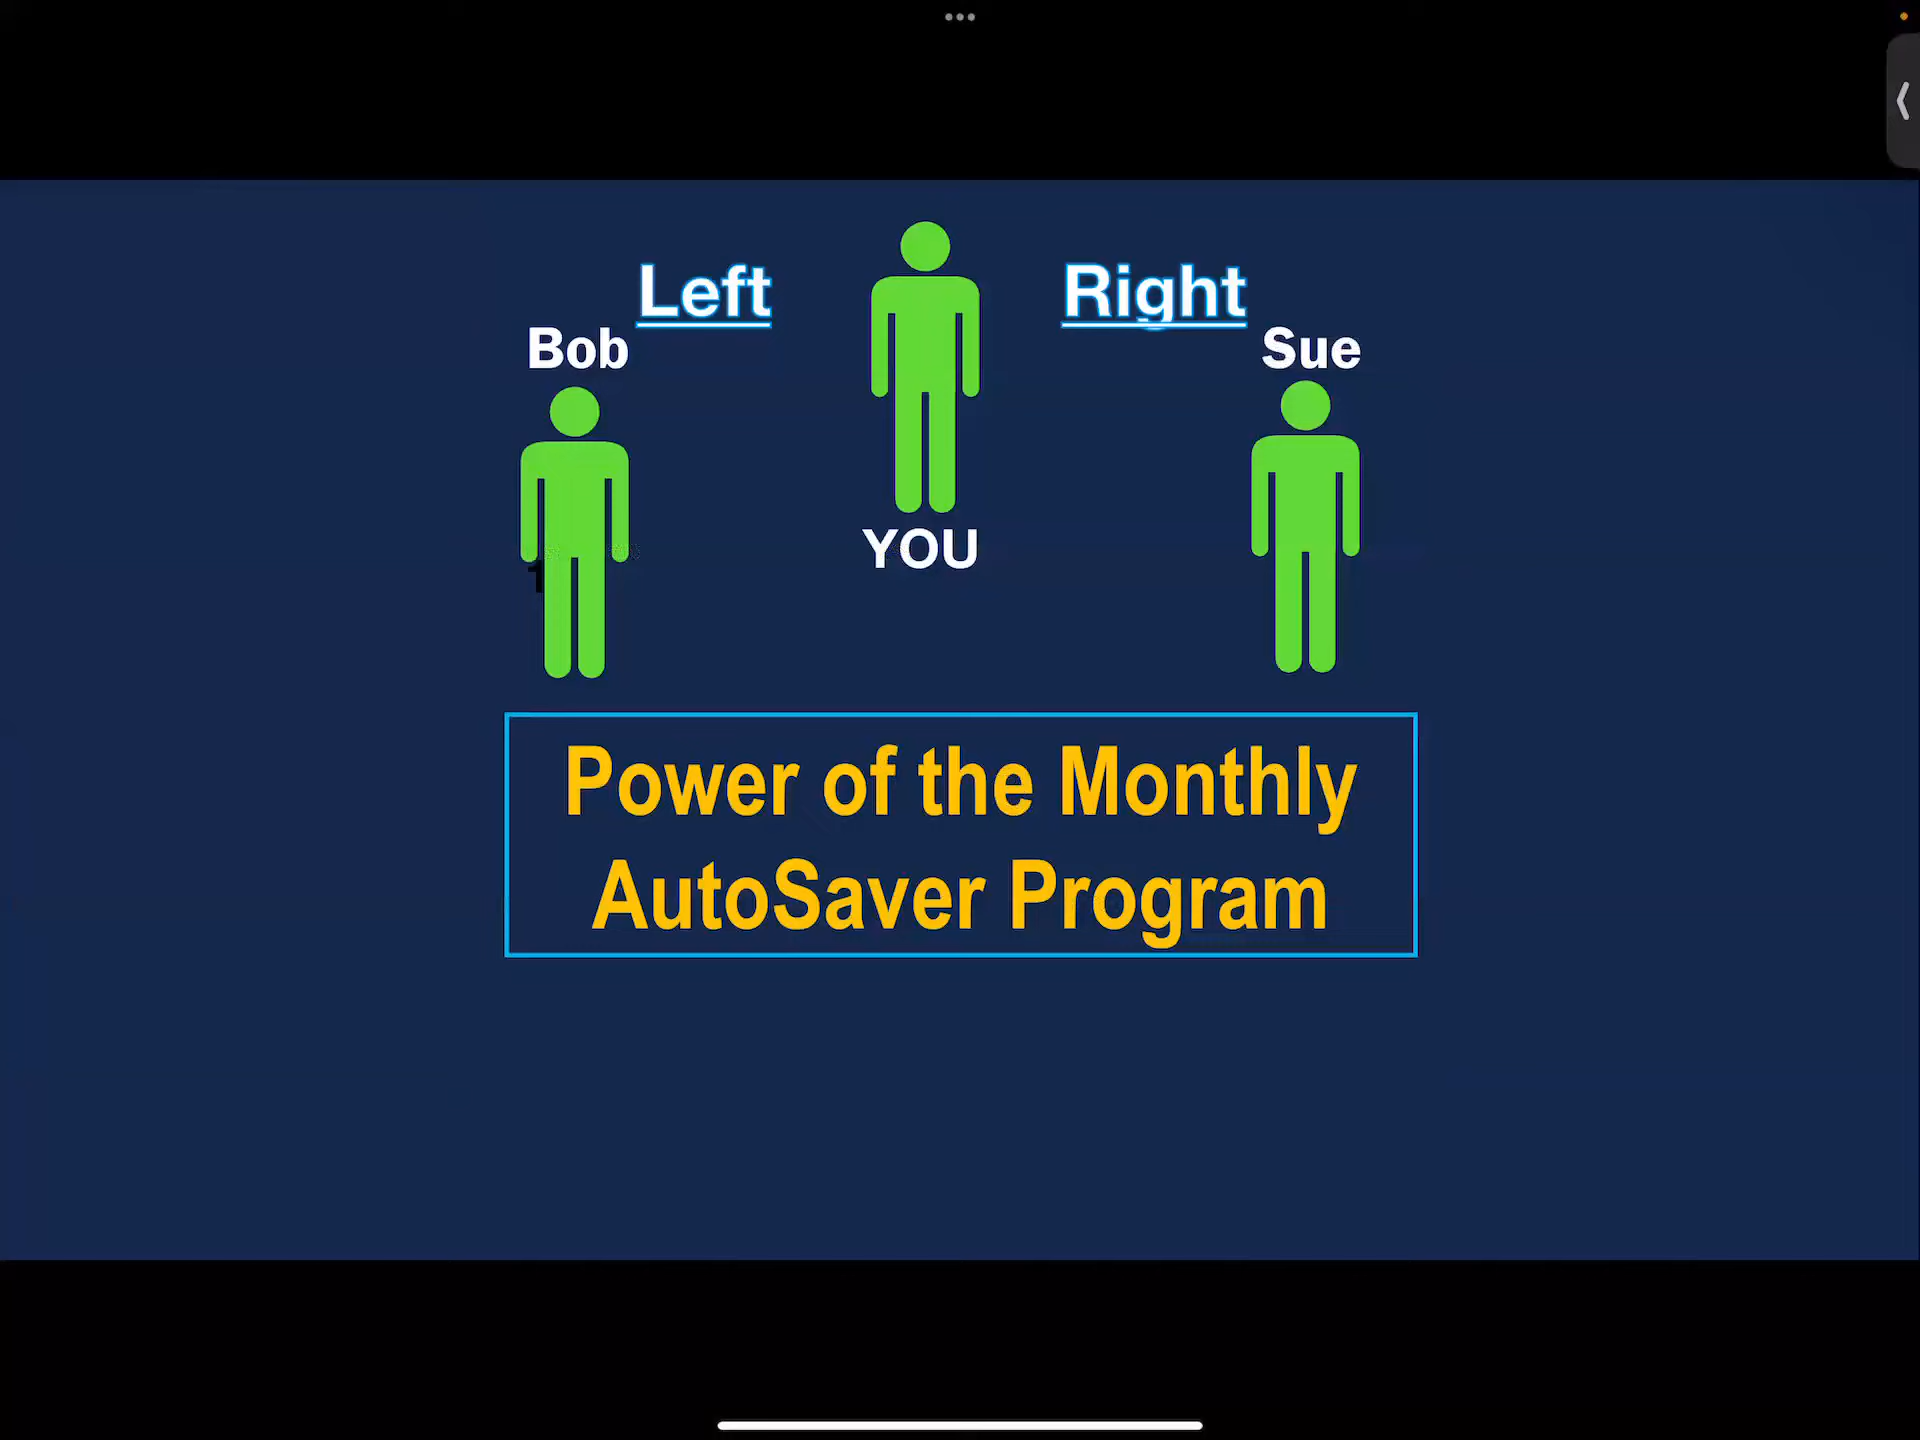 Left
Right
Bob
Sue
YOU
Power of the Monthly
AutoSaver Program